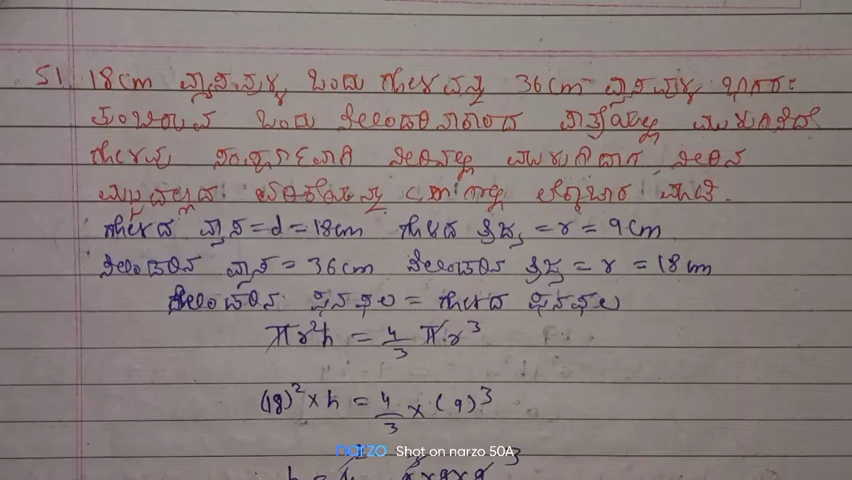 51. 18cm ವ್ಯಾಸವುಳ್ಳ ಒಂದು ಗೋಳವನ್ನು 36cm ವ್ಯಾಸವುಳ್ಳ ಭಾಗಶಃ
ತುಂಬಿರುವ ಒಂದು ಸಿಲಿಂಡರಿನಾಕಾರದ ಪಾತ್ರೆಯಲ್ಲಿ ಮುಳುಗಿಸಿದೆ
ಗೋಳವು ಸಂಪೂರ್ಣವಾಗಿ ನೀರಿನಲ್ಲಿ ಮುಳುಗಿದಾಗ ನೀರಿನ
ಮಟ್ಟದಲ್ಲಾದ ಏರಿಕೆಯನ್ನು cm ಗಳಲ್ಲಿ ಲೆಕ್ಕಾಚಾರ ಮಾಡಿ.
ಗೋಳದ ವ್ಯಾಸ = d = 18cm ಗೋಳದ ತ್ರಿಜ್ಯ = r = 9cm
ಸಿಲಿಂಡರಿನ ವ್ಯಾಸ = 36cm ಸಿಲಿಂಡರಿನ ತ್ರಿಜ್ಯ = r = 18cm
ಸಿಲಿಂಡರಿನ ಘನಫಲ = ಗೋಳದ ಘನಫಲ
πr²h = 4/3 πr³
(18)² × h = 4/3 × (9)³
narzo Shot on narzo 50A